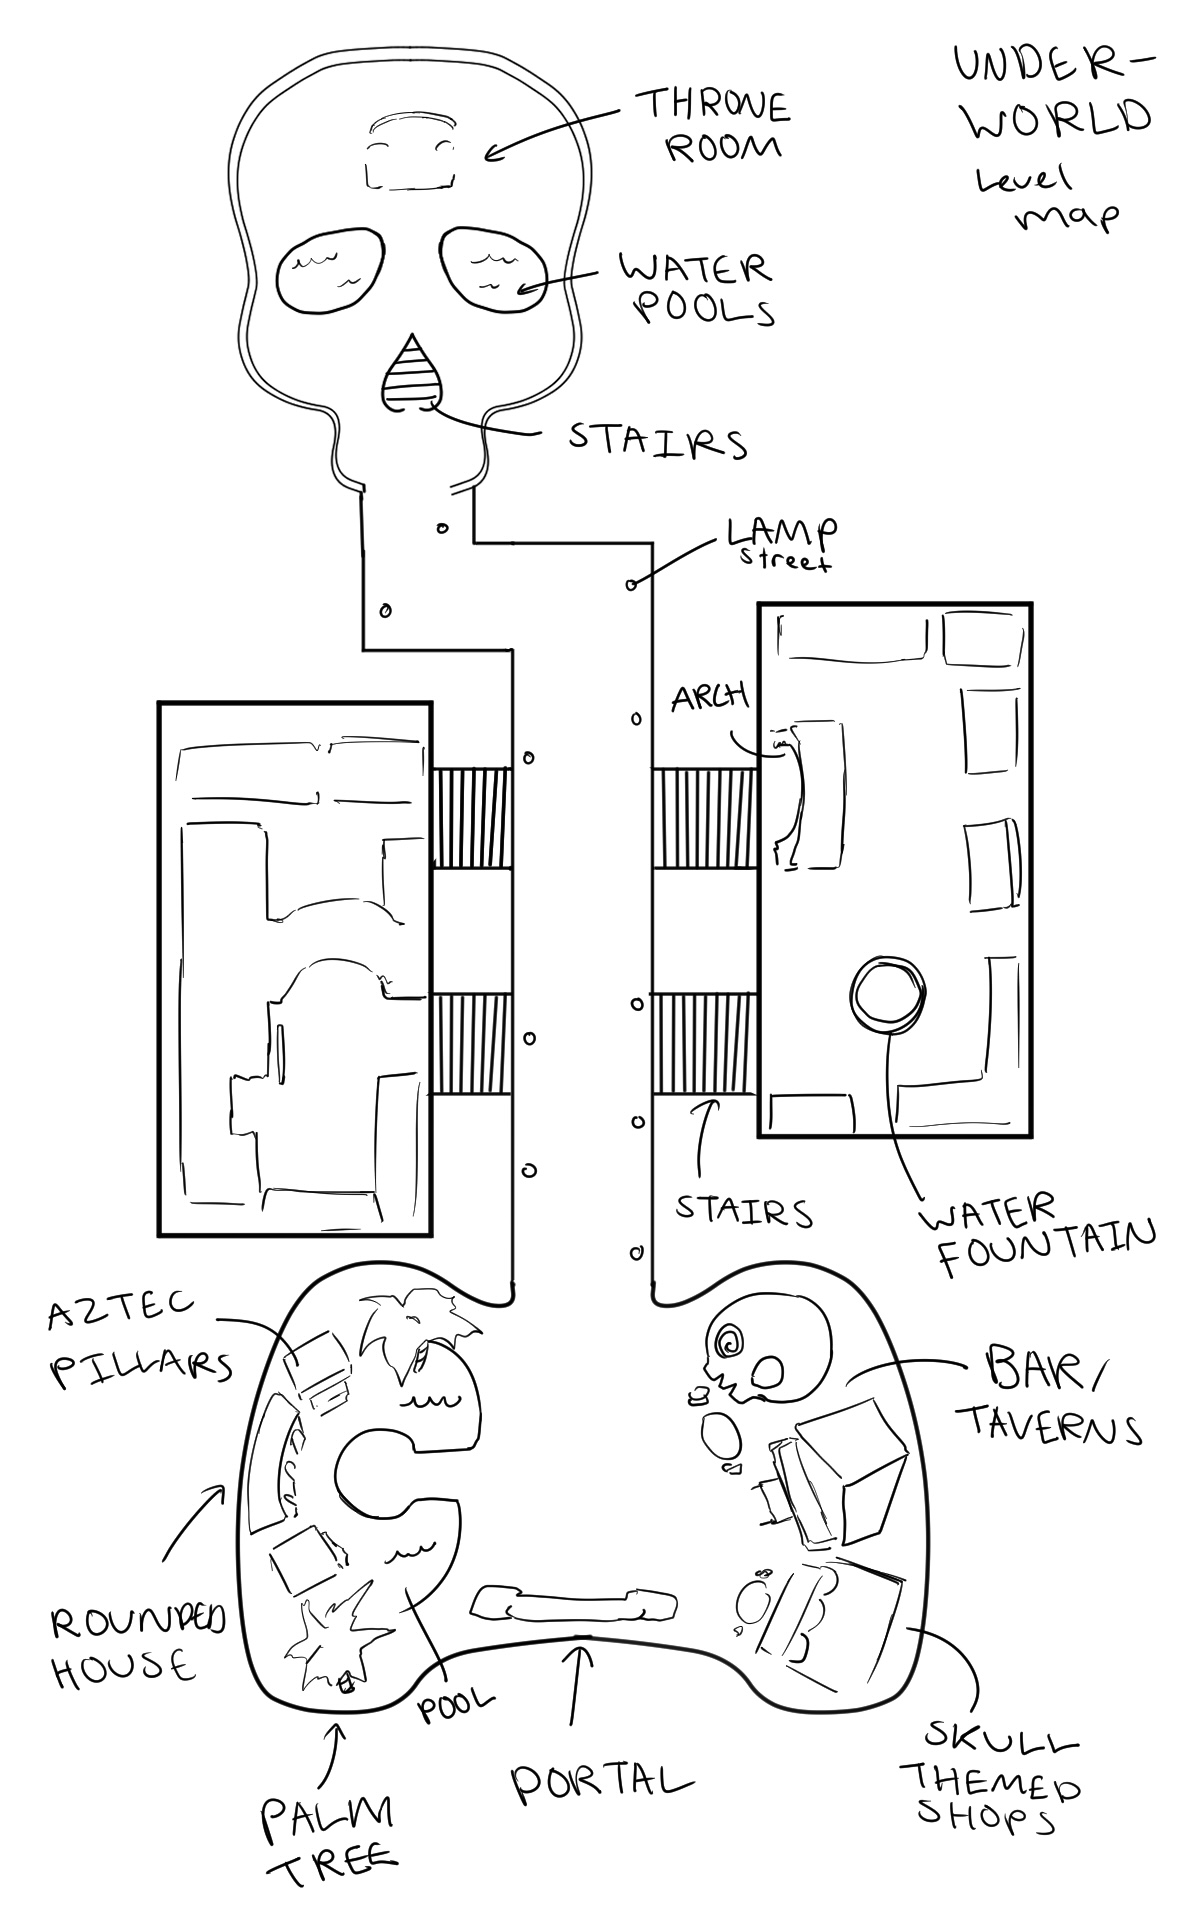 UNDER-
WORLD
Level
map
THRONE
ROOM
WATER
POOLS
STAIRS
LAMP
street
ARCH
STAIRS
WATER
FOUNTAIN
AZTEC
PILLARS
BAR/
TAVERNS
ROUNDED
HOUSE
POOL
PORTAL
SKULL
THEMED
SHOPS
PALM
TREE